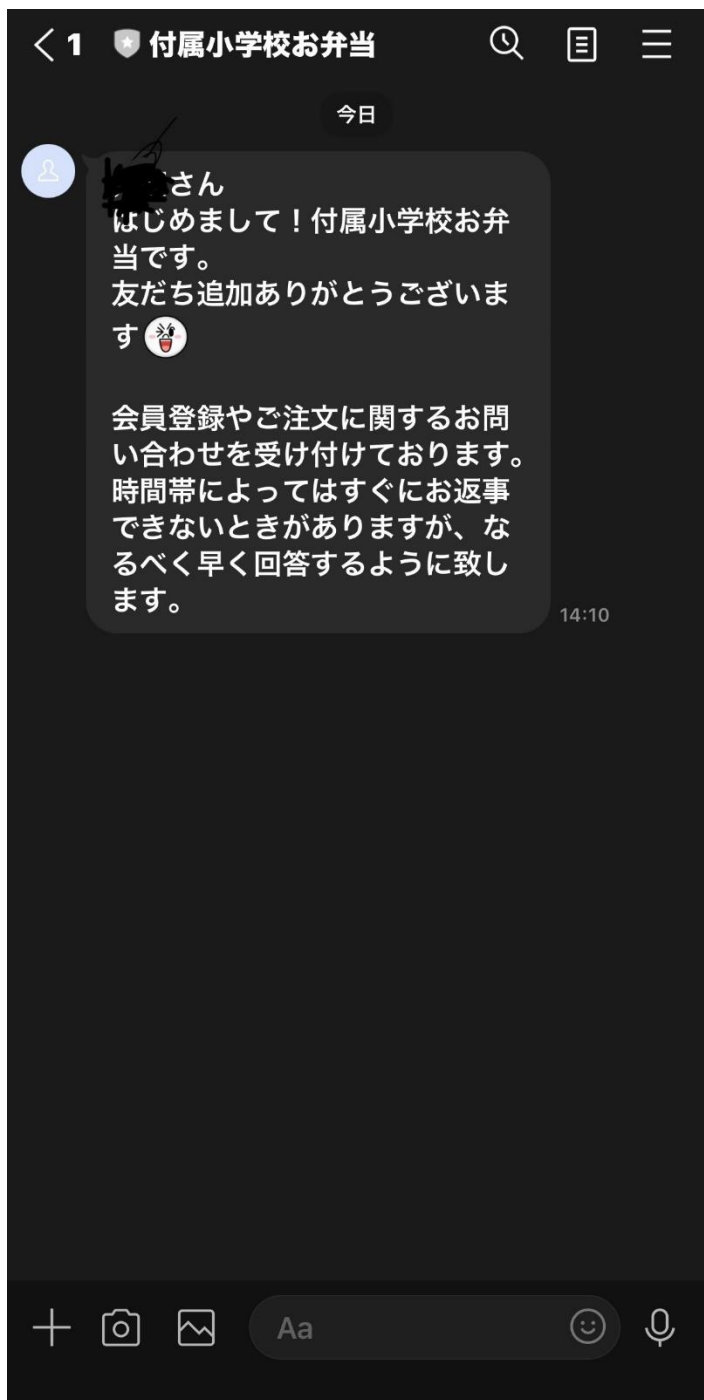 1 付属小学校お弁当
今日
さん
はじめまして！付属小学校お弁
当です。
友だち追加ありがとうございま
す
会員登録やご注文に関するお問
い合わせを受け付けております。
時間帯によってはすぐにお返事
できないときがありますが、な
るべく早く回答するように致し
ます。
14:10
Aa